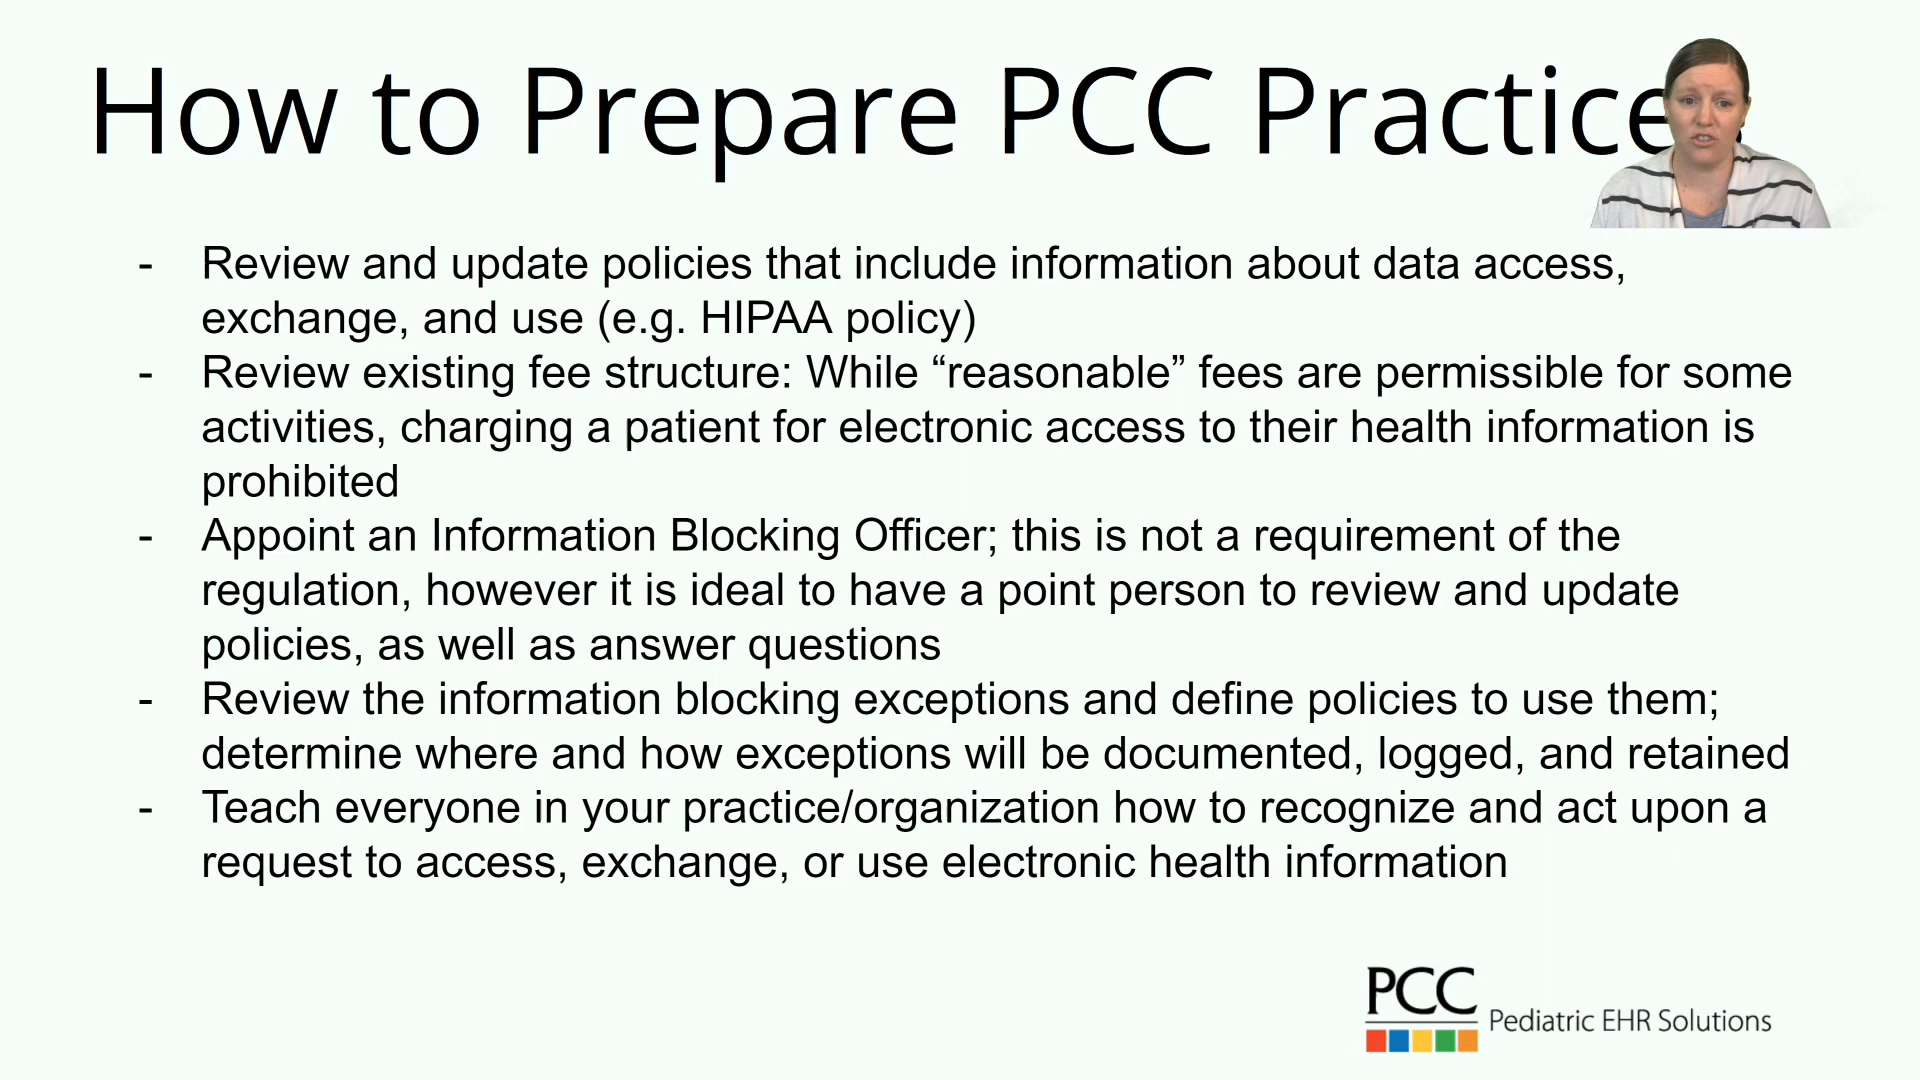 How to Prepare PCC Practice
- Review and update policies that include information about data access,
exchange, and use (e.g. HIPAA policy)
- Review existing fee structure: While “reasonable” fees are permissible for some
activities, charging a patient for electronic access to their health information is
prohibited
- Appoint an Information Blocking Officer; this is not a requirement of the
regulation, however it is ideal to have a point person to review and update
policies, as well as answer questions
- Review the information blocking exceptions and define policies to use them;
determine where and how exceptions will be documented, logged, and retained
- Teach everyone in your practice/organization how to recognize and act upon a
request to access, exchange, or use electronic health information
PCC
Pediatric EHR Solutions